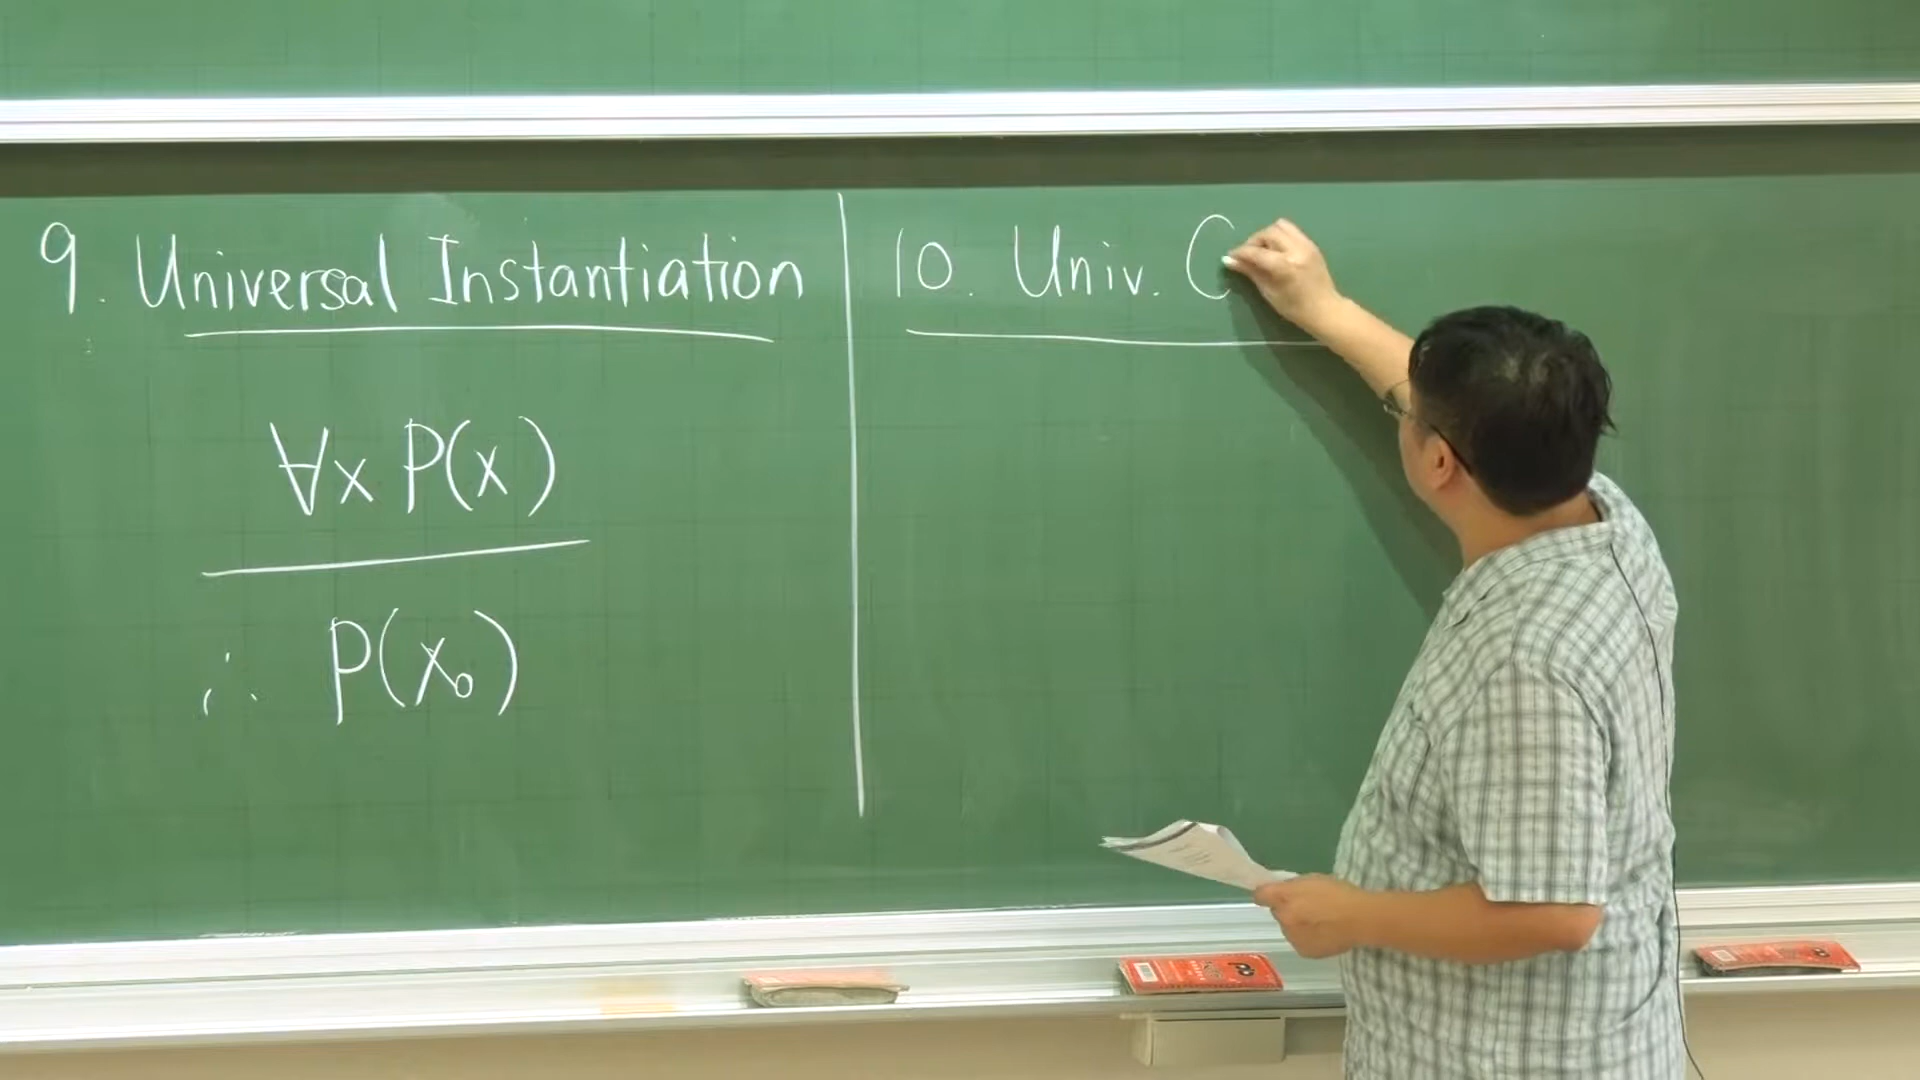 9. Universal Instantiation
∀x P(x)
∴ P(x₀)
10. Univ.